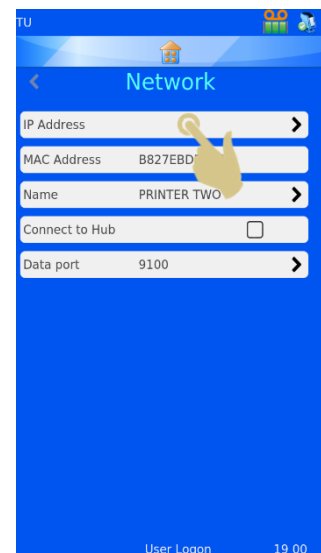 TU
Network
IP Address
MAC Address B827EBD
Name PRINTER TWO
Connect to Hub
Data port 9100
User Logon 19 00